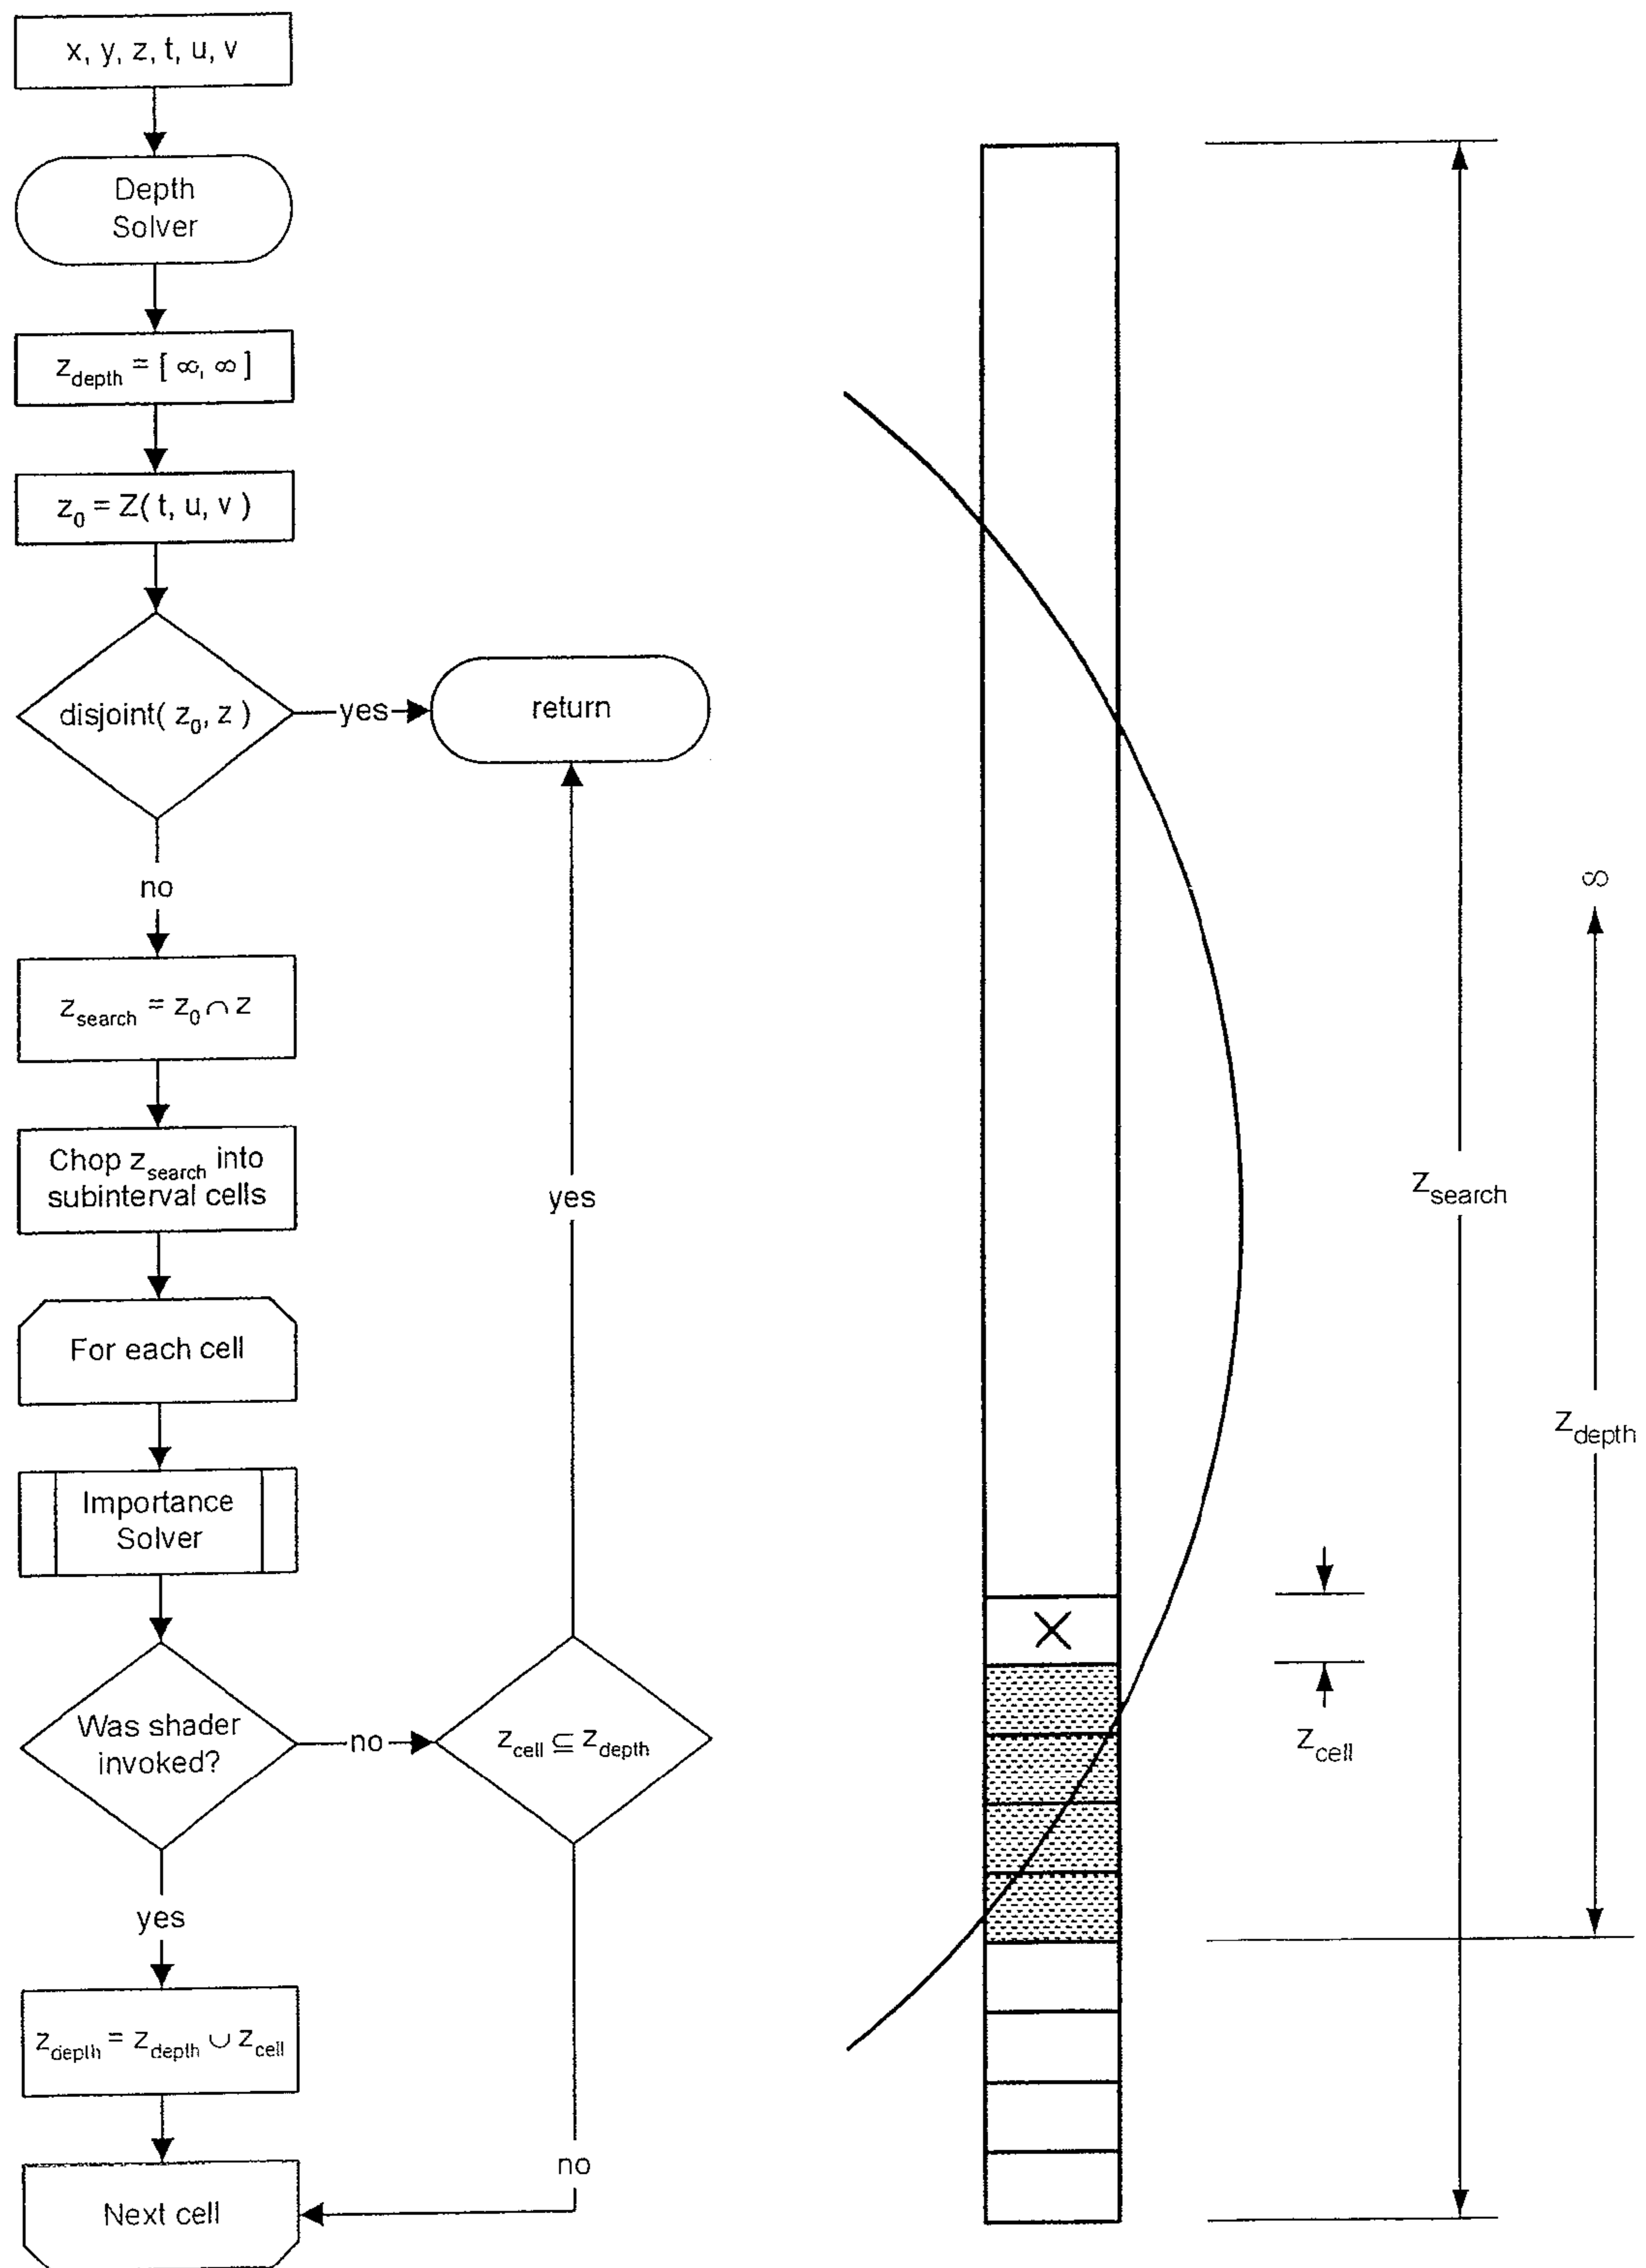 x, y, z, t, u, v
Depth
Solver
z_depth = [ ∞, ∞ ]
z_0 = Z( t, u, v )
disjoint( z_0, z )
yes
return
no
z_search = z_0 ∩ z
Chop z_search into
subinterval cells
For each cell
Importance
Solver
Was shader
invoked?
no
z_cell ⊆ z_depth
yes
no
yes
z_depth = z_depth ∪ z_cell
Next cell
∞
z_search
z_depth
z_cell